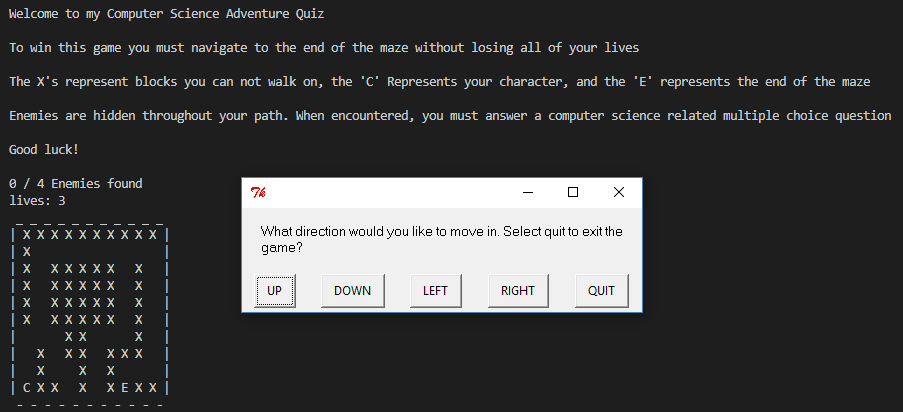 Welcome to my Computer Science Adventure Quiz
To win this game you must navigate to the end of the maze without losing all of your lives
The X's represent blocks you can not walk on, the 'C' Represents your character, and the 'E' represents the end of the maze
Enemies are hidden throughout your path. When encountered, you must answer a computer science related multiple choice question
Good luck!
0 / 4 Enemies found
lives: 3
_ _ _ _ _ _ _ _ _ _ _
| X X X X X X X X X X |
| X                   |
| X   X X X X X   X   |
| X   X X X X X   X   |
| X   X X X X X   X   |
| X   X X X X X   X   |
|       X X       X   |
|   X   X X   X X X   |
|   X     X   X       |
| C X X   X   X E X X |
- - - - - - - - - - -
What direction would you like to move in. Select quit to exit the
game?
UP DOWN LEFT RIGHT QUIT